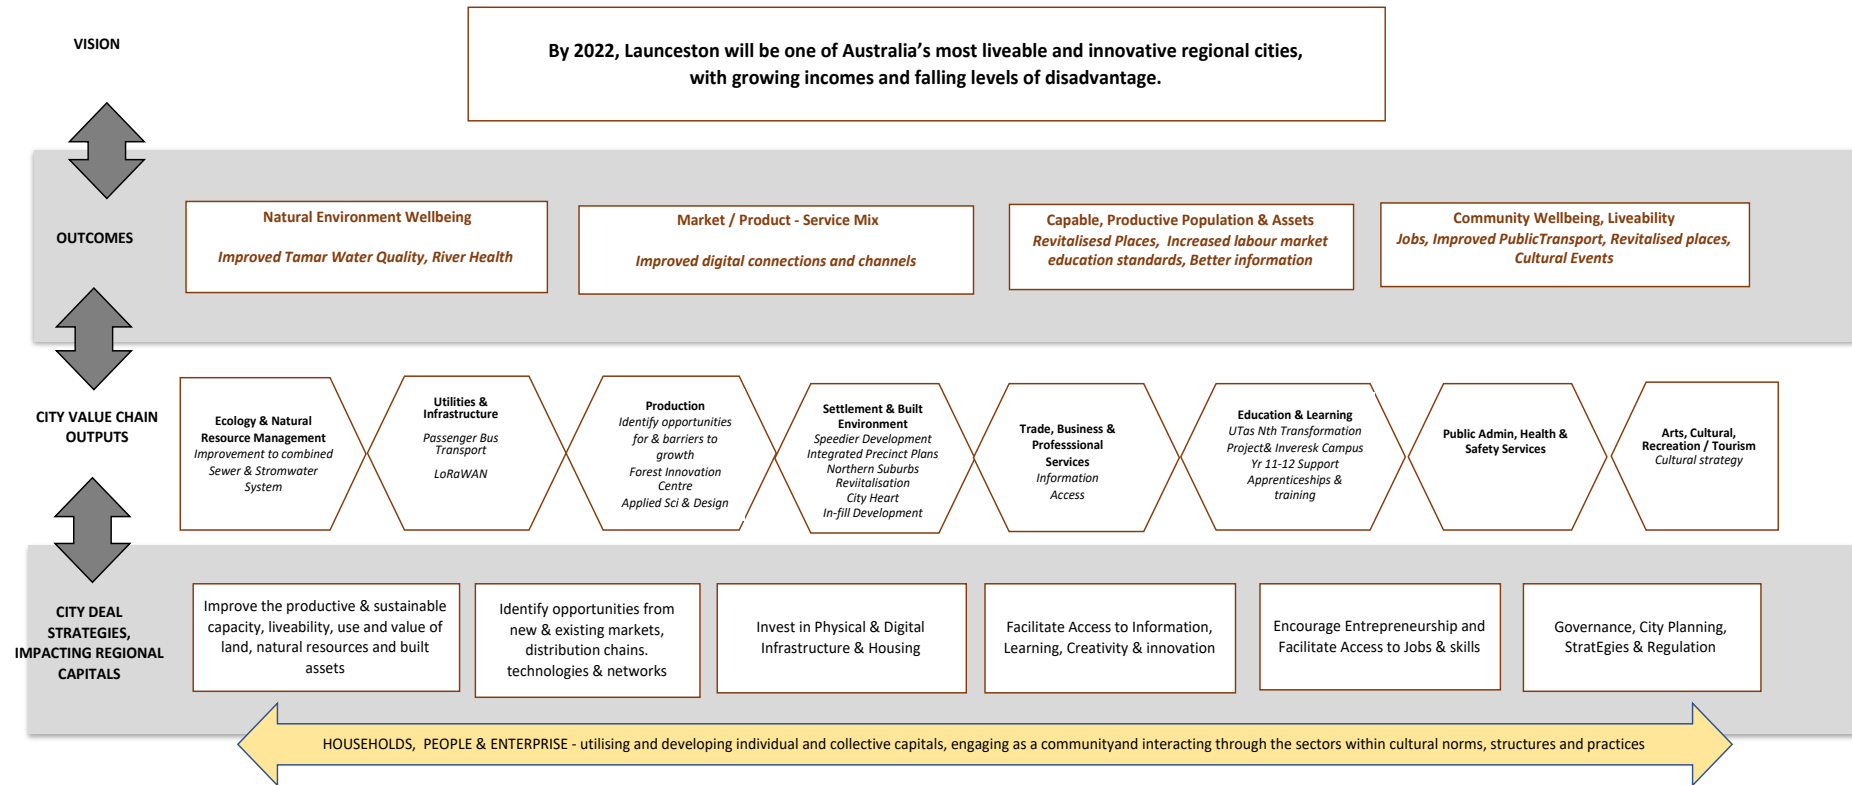 VISION
By 2022, Launceston will be one of Australia’s most liveable and innovative regional cities,
with growing incomes and falling levels of disadvantage.
OUTCOMES
Natural Environment Wellbeing
Improved Tamar Water Quality, River Health
Market / Product - Service Mix
Improved digital connections and channels
Capable, Productive Population & Assets
Revitalisesd Places, Increased labour market
education standards, Better information
Community Wellbeing, Liveability
Jobs, Improved PublicTransport, Revitalised places,
Cultural Events
CITY VALUE CHAIN
OUTPUTS
Ecology & Natural
Resource Management
Improvement to combined
Sewer & Stromwater
System
Utilities &
Infrastructure
Passenger Bus
Transport
LoRaWAN
Production
Identify opportunities
for & barriers to
growth
Forest Innovation
Centre
Applied Sci & Design
Settlement & Built
Environment
Speedier Development
Integrated Precinct Plans
Northern Suburbs
Reviitalisation
City Heart
In-fill Development
Trade, Business &
Professsional
Services
Information
Access
Education & Learning
UTas Nth Transformation
Project& Inveresk Campus
Yr 11-12 Support
Apprenticeships &
training
Public Admin, Health &
Safety Services
Arts, Cultural,
Recreation / Tourism
Cultural strategy
CITY DEAL
STRATEGIES,
IMPACTING REGIONAL
CAPITALS
Improve the productive & sustainable
capacity, liveability, use and value of
land, natural resources and built
assets
Identify opportunities from
new & existing markets,
distribution chains.
technologies & networks
Invest in Physical & Digital
Infrastructure & Housing
Facilitate Access to Information,
Learning, Creativity & innovation
Encourage Entrepreneurship and
Facilitate Access to Jobs & skills
Governance, City Planning,
StratEgies & Regulation
HOUSEHOLDS, PEOPLE & ENTERPRISE - utilising and developing individual and collective capitals, engaging as a communityand interacting through the sectors within cultural norms, structures and practices